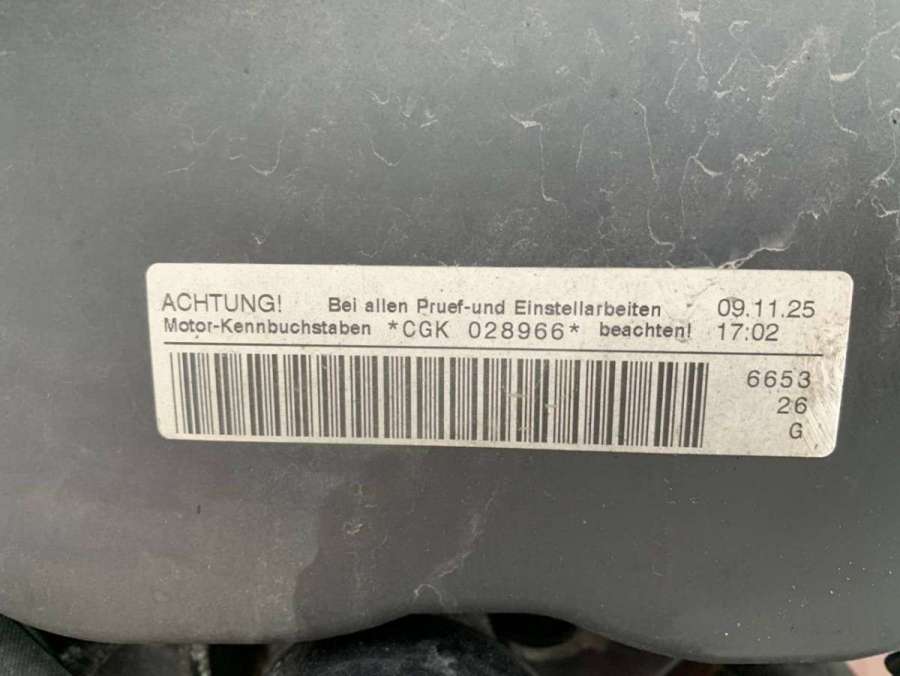 ACHTUNG! Bei allen Pruef-und Einstellarbeiten 09.11.25
Motor-Kennbuchstaben *CGK 028966* beachten! 17:02
6653
26
G